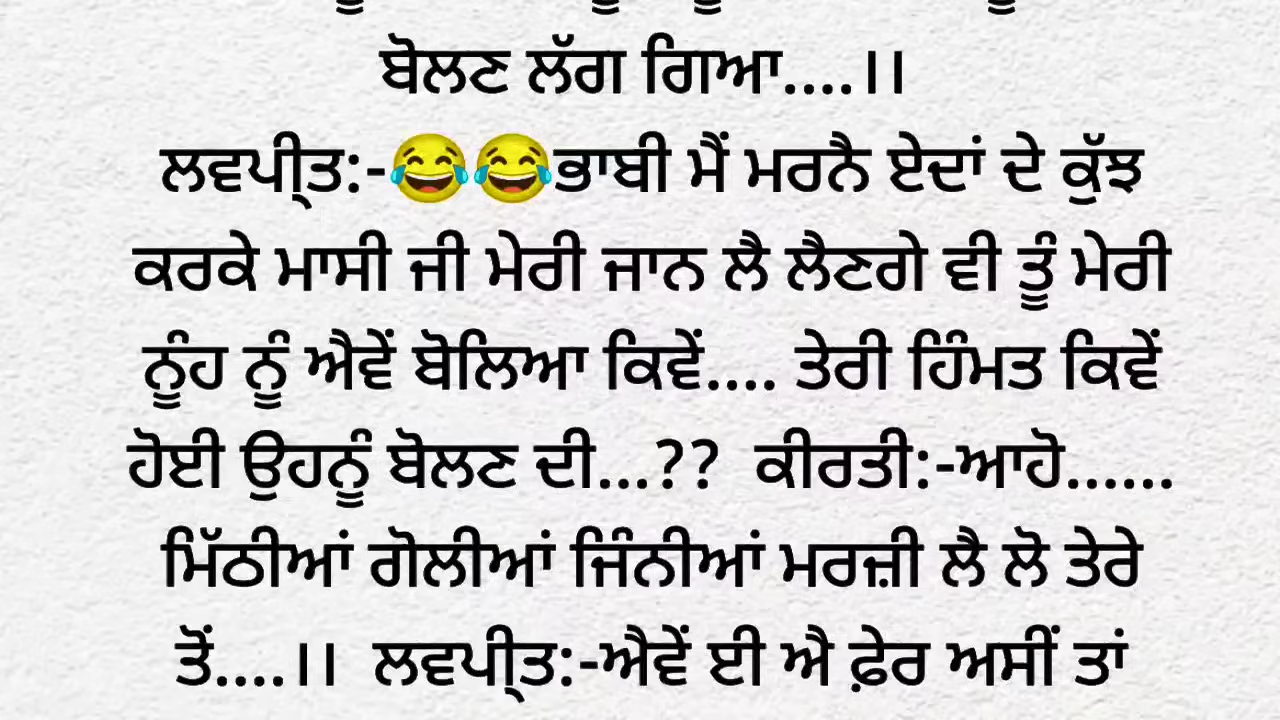 ਬੋਲਣ ਲੱਗ ਗਿਆ....।।
ਲਵਪੀ੍ਤ:-😂😂ਭਾਬੀ ਮੈਂ ਮਰਨੈ ਏਦਾਂ ਦੇ ਕੁੱਝ
ਕਰਕੇ ਮਾਸੀ ਜੀ ਮੇਰੀ ਜਾਨ ਲੈ ਲੈਣਗੇ ਵੀ ਤੂੰ ਮੇਰੀ
ਨੂੰਹ ਨੂੰ ਐਵੇਂ ਬੋਲਿਆ ਕਿਵੇਂ.... ਤੇਰੀ ਹਿੰਮਤ ਕਿਵੇਂ
ਹੋਈ ਉਹਨੂੰ ਬੋਲਣ ਦੀ...?? ਕੀਰਤੀ:-ਆਹੋ......
ਮਿੱਠੀਆਂ ਗੋਲੀਆਂ ਜਿੰਨੀਆਂ ਮਰਜ਼ੀ ਲੈ ਲੋ ਤੇਰੇ
ਤੋਂ....।। ਲਵਪੀ੍ਤ:-ਐਵੇਂ ਈ ਐ ਫ਼ੇਰ ਅਸੀਂ ਤਾਂ